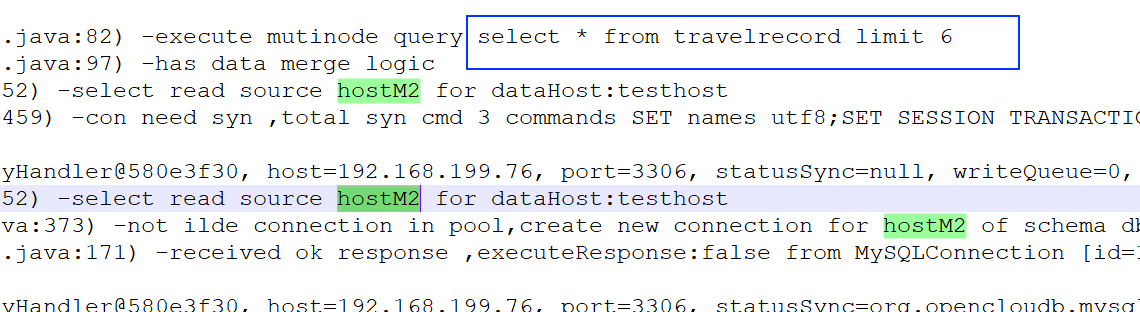 .java:82) -execute mutinode query select * from travelrecord limit 6
.java:97) -has data merge logic
52) -select read source hostM2 for dataHost:testhost
459) -con need syn ,total syn cmd 3 commands SET names utf8;SET SESSION TRANSACTIO
yHandler@580e3f30, host=192.168.199.76, port=3306, statusSync=null, writeQueue=0,
52) -select read source hostM2 for dataHost:testhost
va:373) -not ilde connection in pool,create new connection for hostM2 of schema db
.java:171) -received ok response ,executeResponse:false from MySQLConnection [id=1
yHandler@580e3f30, host=192.168.199.76, port=3306, statusSync=org.opencloudb.mysql